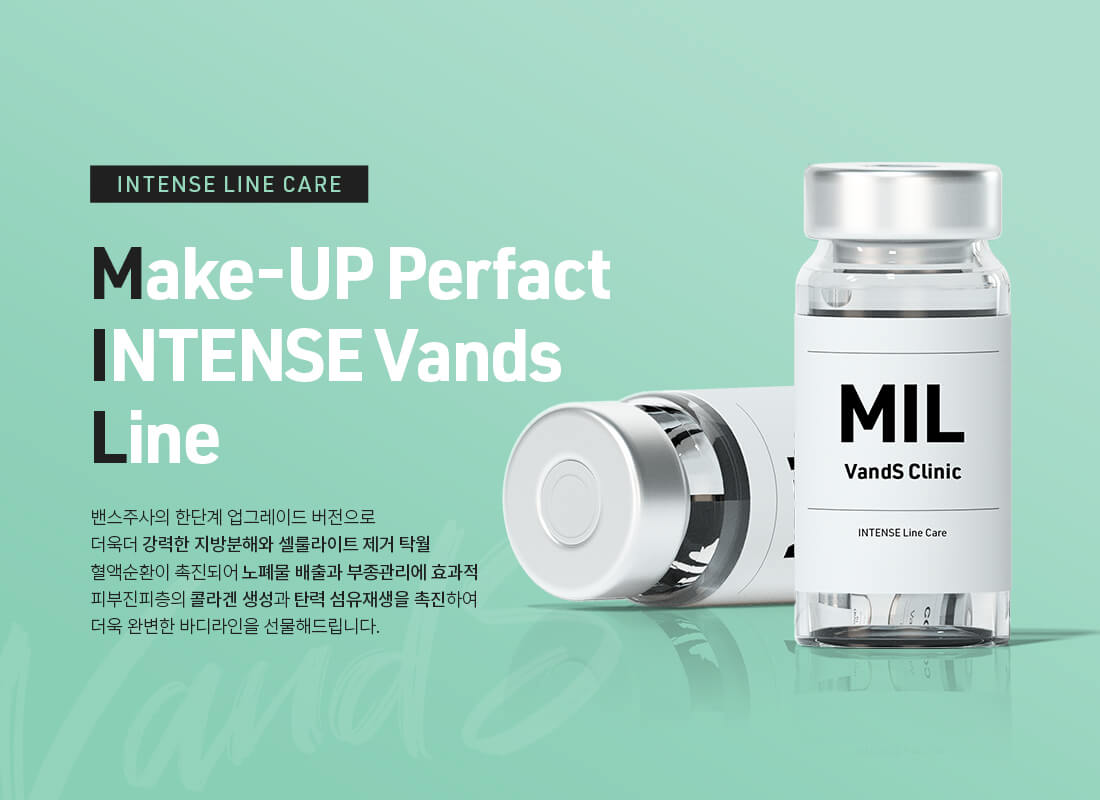 INTENSE LINE CARE
Make-UP Perfact
INTENSE Vands
Line
밴스주사의 한단계 업그레이드 버전으로
더욱더 강력한 지방분해와 셀룰라이트 제거 탁월
혈액순환이 촉진되어 노폐물 배출과 부종관리에 효과적
피부진피층의 콜라겐 생성과 탄력 섬유재생을 촉진하여
더욱 완변한 바디라인을 선물해드립니다.
VandS
MIL
VandS Clinic
INTENSE Line Care